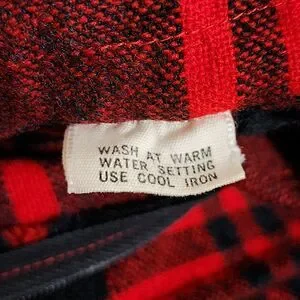 WASH AT WARM
WATER SETTING
USE COOL IRON